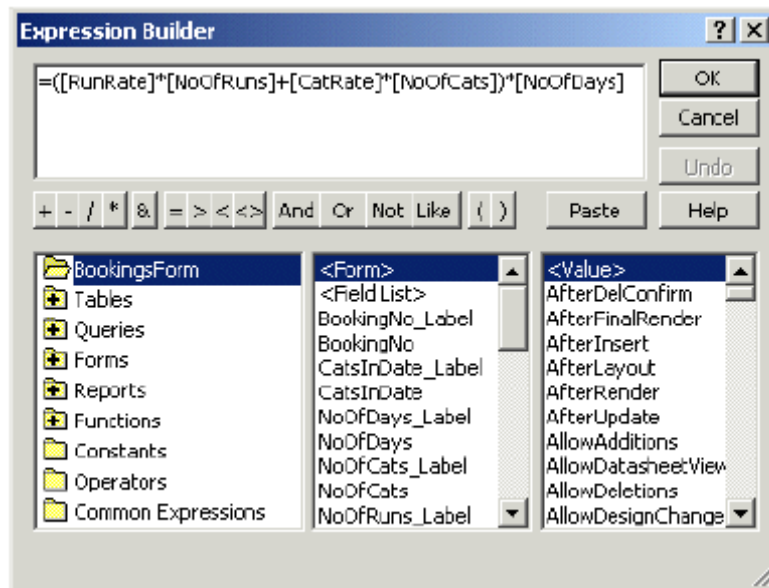 Expression Builder
? X
=([RunRate]*[NoOfRuns]+[CatRate]*[NoOfCats])*[NoOfDays]
OK
Cancel
Undo
+ - / * & = > < <> And Or Not Like ( ) Paste Help
BookingsForm
Tables
Queries
Forms
Reports
Functions
Constants
Operators
Common Expressions
<Form>
<Field List>
BookingNo_Label
BookingNo
CatsInDate_Label
CatsInDate
NoOfDays_Label
NoOfDays
NoOfCats_Label
NoOfCats
NoOfRuns_Label
<Value>
AfterDelConfirm
AfterFinalRender
AfterInsert
AfterLayout
AfterRender
AfterUpdate
AllowAdditions
AllowDatasheetView
AllowDeletions
AllowDesignChange